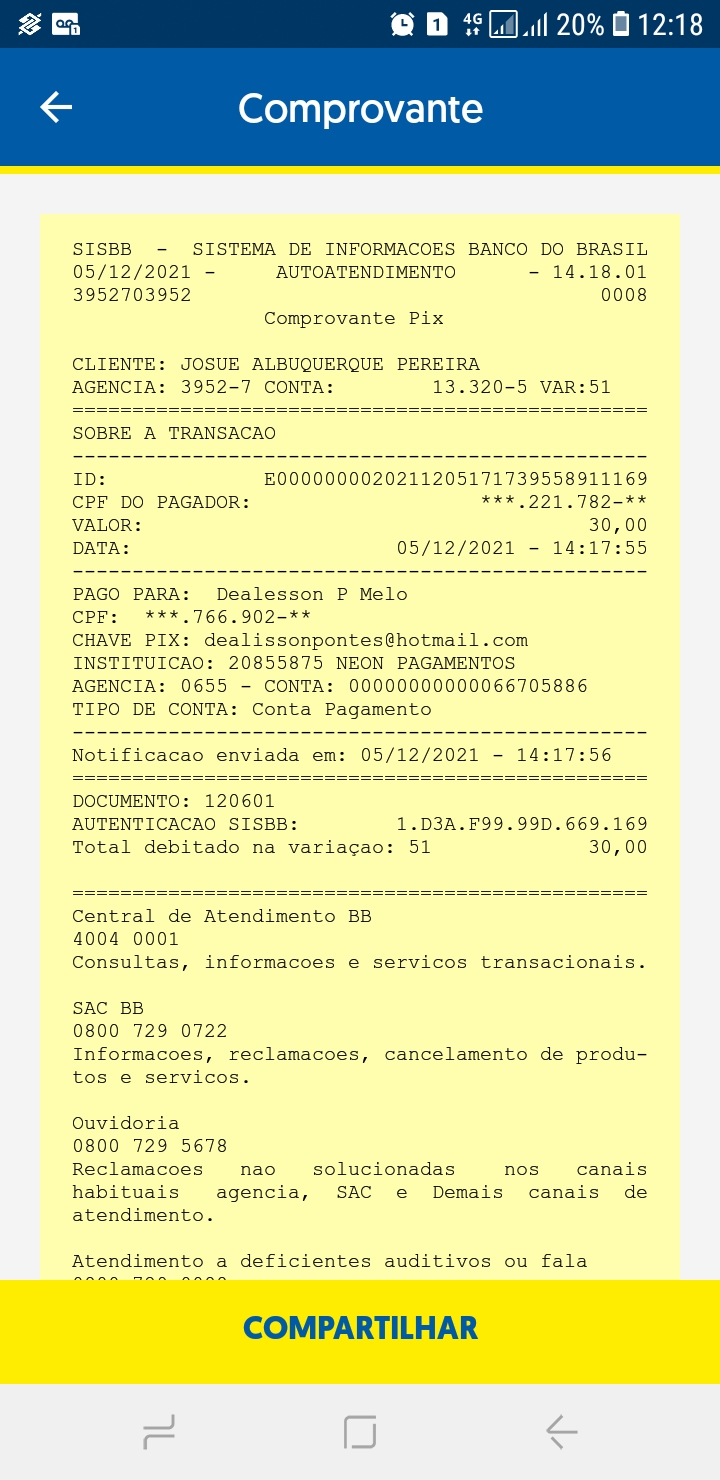 4G 20% 12:18
Comprovante
SISBB - SISTEMA DE INFORMACOES BANCO DO BRASIL
05/12/2021 - AUTOATENDIMENTO - 14.18.01
3952703952 0008
Comprovante Pix
CLIENTE: JOSUE ALBUQUERQUE PEREIRA
AGENCIA: 3952-7 CONTA: 13.320-5 VAR:51
================================================
SOBRE A TRANSACAO
------------------------------------------------
ID: E00000000202112051717395589​11169
CPF DO PAGADOR: ***.221.782-**
VALOR: 30,00
DATA: 05/12/2021 - 14:17:55
------------------------------------------------
PAGO PARA: Dealesson P Melo
CPF: ***.766.902-**
CHAVE PIX: dealissonpontes@hotmail.com
INSTITUICAO: 20855875 NEON PAGAMENTOS
AGENCIA: 0655 - CONTA: 00000000000066705886
TIPO DE CONTA: Conta Pagamento
------------------------------------------------
Notificacao enviada em: 05/12/2021 - 14:17:56
================================================
DOCUMENTO: 120601
AUTENTICACAO SISBB: 1.D3A.F99.99D.669.169
Total debitado na variaçao: 51 30,00
================================================
Central de Atendimento BB
4004 0001
Consultas, informacoes e servicos transacionais.
SAC BB
0800 729 0722
Informacoes, reclamacoes, cancelamento de produ-
tos e servicos.
Ouvidoria
0800 729 5678
Reclamacoes nao solucionadas nos canais
habituais agencia, SAC e Demais canais de
atendimento.
Atendimento a deficientes auditivos ou fala
COMPARTILHAR